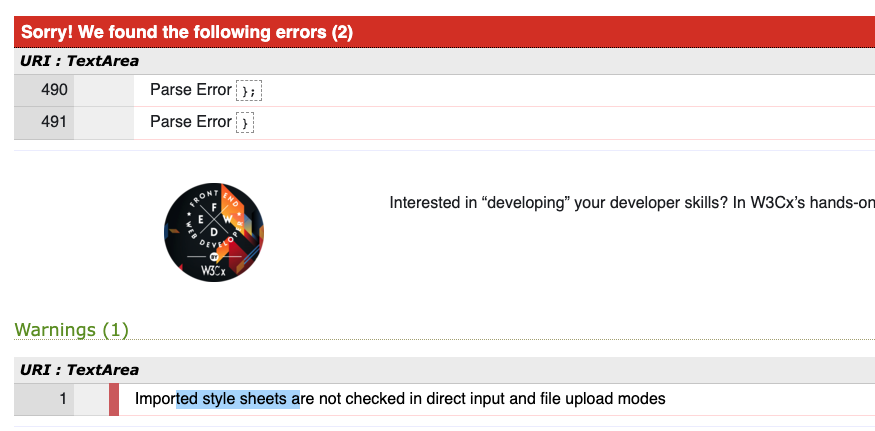 Sorry! We found the following errors (2)
URI : TextArea
490 Parse Error };
491 Parse Error }
FRONT END
F
E W
D
WEB DEVELOPER
W3Cx
Interested in “developing” your developer skills? In W3Cx’s hands-on
Warnings (1)
URI : TextArea
1 Imported style sheets are not checked in direct input and file upload modes